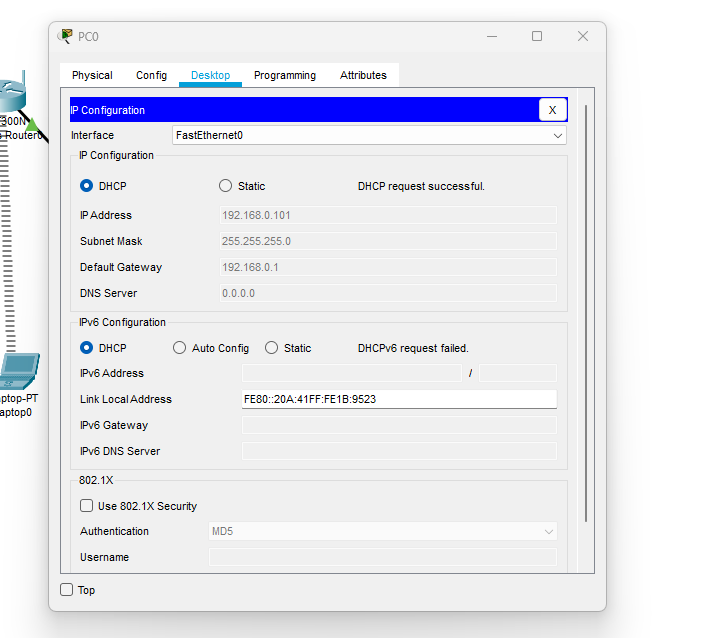 PC0
Physical Config Desktop Programming Attributes
IP Configuration X
Interface FastEthernet0
IP Configuration
DHCP Static DHCP request successful.
IP Address 192.168.0.101
Subnet Mask 255.255.255.0
Default Gateway 192.168.0.1
DNS Server 0.0.0.0
IPv6 Configuration
DHCP Auto Config Static DHCPv6 request failed.
IPv6 Address /
Link Local Address FE80::20A:41FF:FE1B:9523
IPv6 Gateway
IPv6 DNS Server
802.1X
Use 802.1X Security
Authentication MD5
Username
Top
300N
Router0
aptop-PT
aptop0